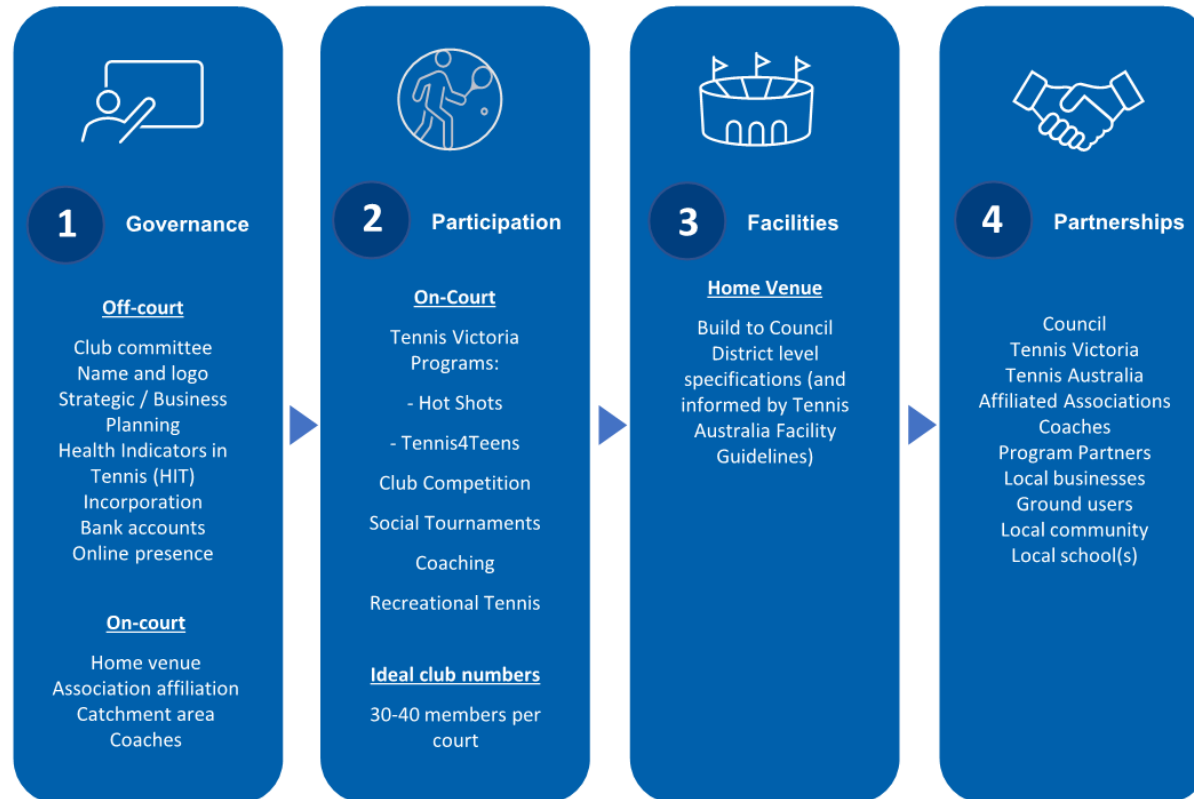 1
Governance
Off-court
Club committee
Name and logo
Strategic / Business
Planning
Health Indicators in
Tennis (HIT)
Incorporation
Bank accounts
Online presence
On-court
Home venue
Association affiliation
Catchment area
Coaches
2
Participation
On-Court
Tennis Victoria
Programs:
- Hot Shots
- Tennis4Teens
Club Competition
Social Tournaments
Coaching
Recreational Tennis
Ideal club numbers
30-40 members per
court
3
Facilities
Home Venue
Build to Council
District level
specifications (and
informed by Tennis
Australia Facility
Guidelines)
4
Partnerships
Council
Tennis Victoria
Tennis Australia
Affiliated Associations
Coaches
Program Partners
Local businesses
Ground users
Local community
Local school(s)